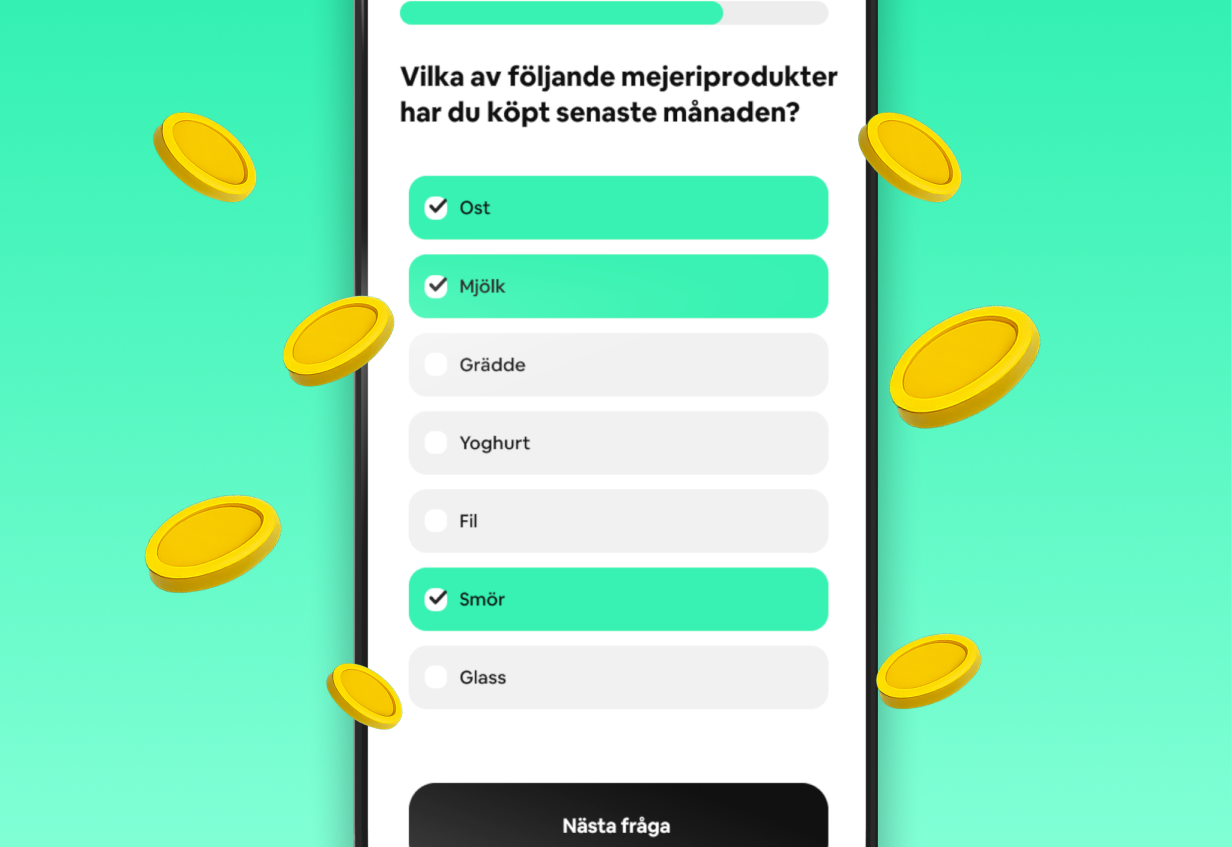 Vilka av följande mejeriprodukter
har du köpt senaste månaden?
Ost
Mjölk
Grädde
Yoghurt
Fil
Smör
Glass
Nästa fråga